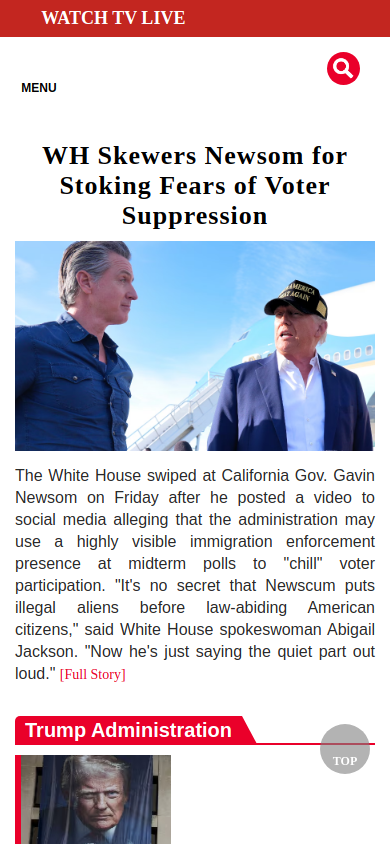 WATCH TV LIVE
MENU
WH Skewers Newsom for
Stoking Fears of Voter
Suppression
The White House swiped at California Gov. Gavin
Newsom on Friday after he posted a video to
social media alleging that the administration may
use a highly visible immigration enforcement
presence at midterm polls to "chill" voter
participation. "It's no secret that Newscum puts
illegal aliens before law-abiding American
citizens," said White House spokeswoman Abigail
Jackson. "Now he's just saying the quiet part out
loud." [Full Story]
Trump Administration
TOP